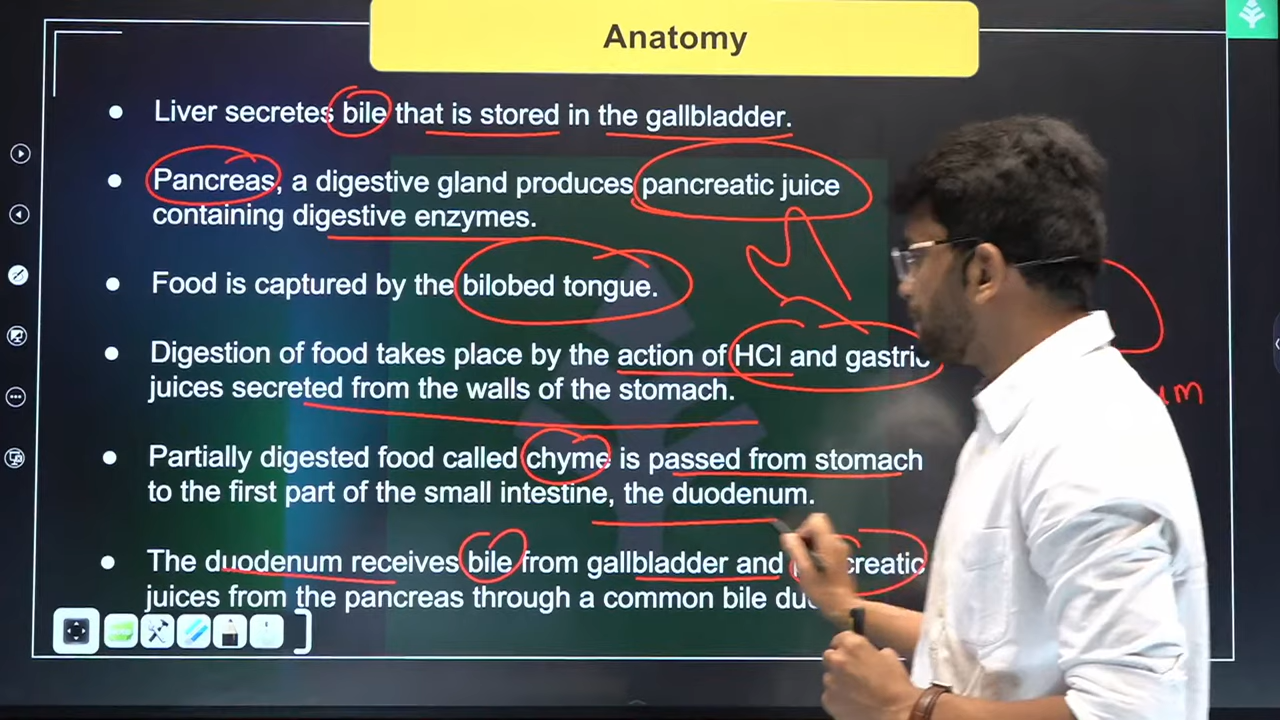 Anatomy
Liver secretes bile that is stored in the gallbladder.
Pancreas, a digestive gland produces pancreatic juice
containing digestive enzymes.
Food is captured by the bilobed tongue.
Digestion of food takes place by the action of HCl and gastric
juices secreted from the walls of the stomach.
Partially digested food called chyme is passed from stomach
to the first part of the small intestine, the duodenum.
The duodenum receives bile from gallbladder and
juices from the pancreas through a common bile